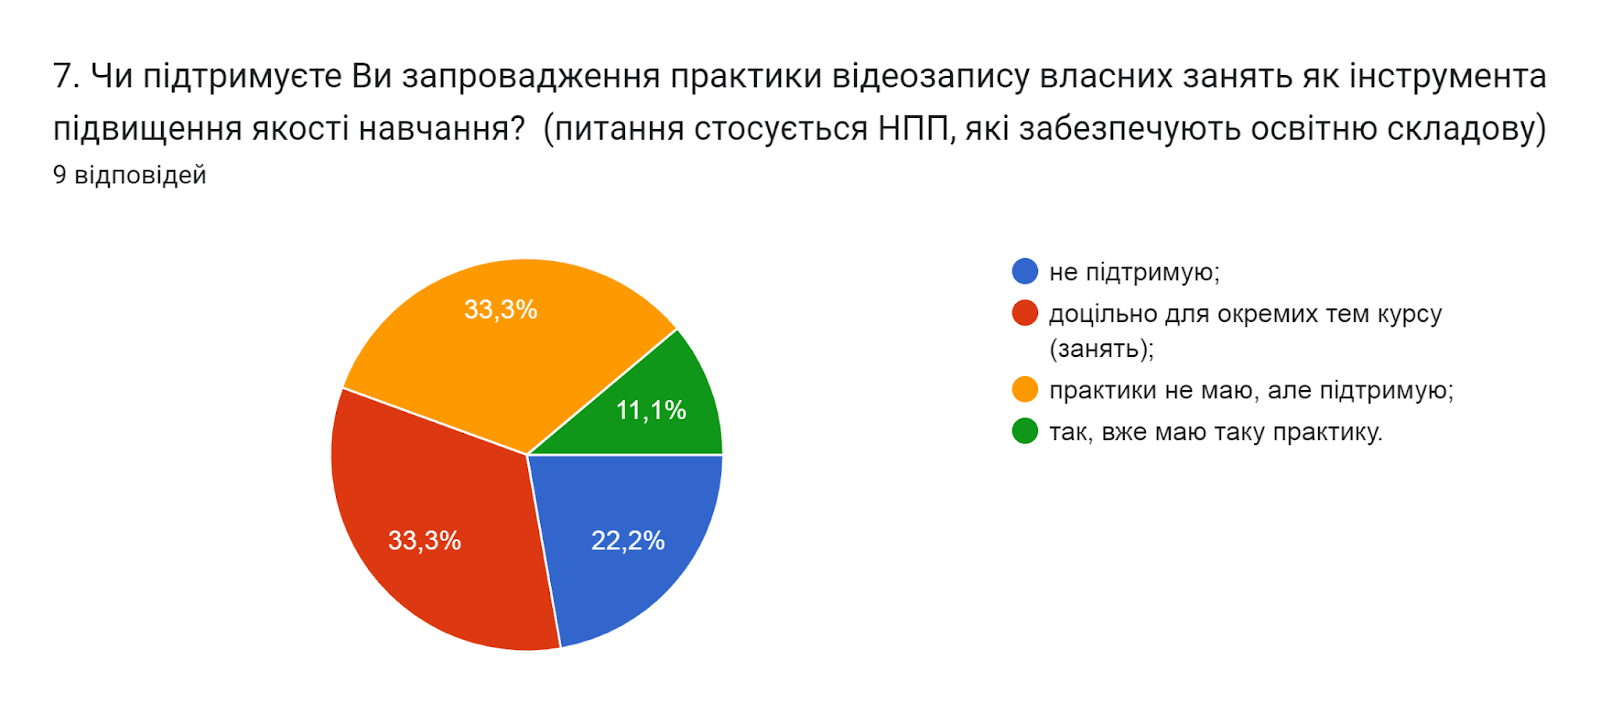 7. Чи підтримуєте Ви запровадження практики відеозапису власних занять як інструмента
підвищення якості навчання?  (питання стосується НПП, які забезпечують освітню складову)
9 відповідей
33,3%
11,1%
33,3%
22,2%
не підтримую;
доцільно для окремих тем курсу
(занять);
практики не маю, але підтримую;
так, вже маю таку практику.